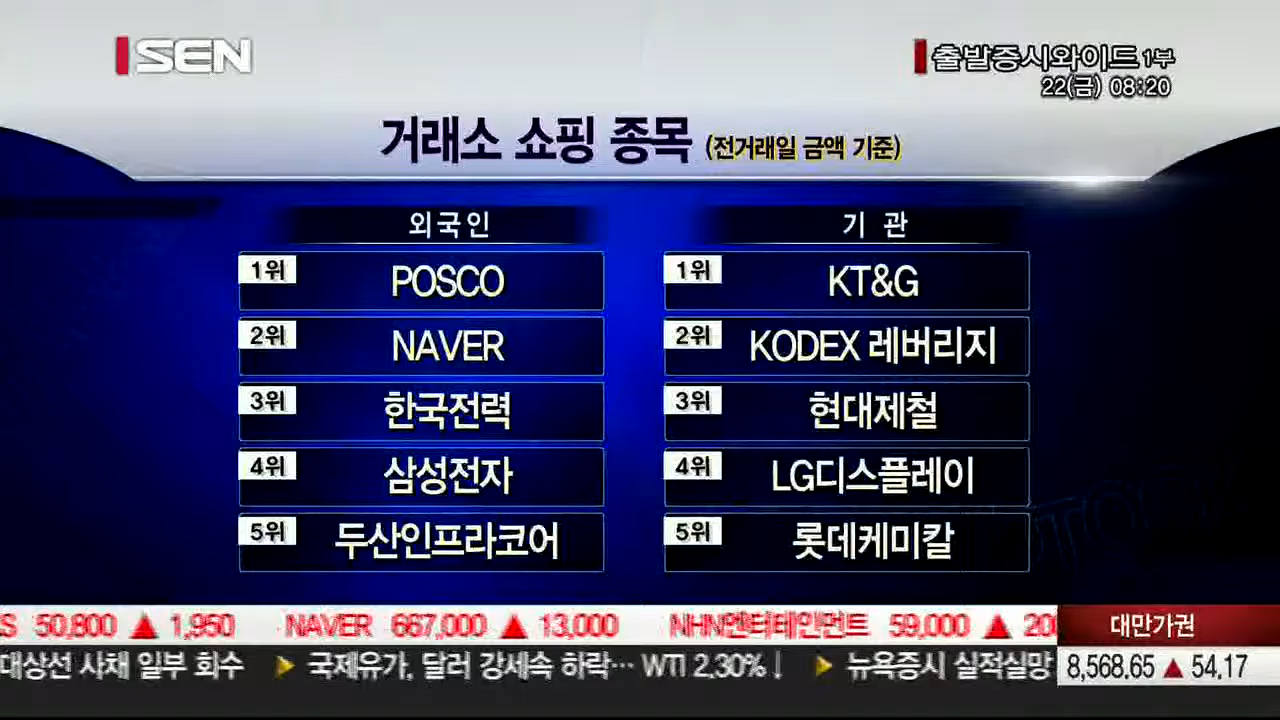 SEN
출발증시와이드 1부
22(금) 08:20
거래소 쇼핑 종목 (전거래일 금액 기준)
외국인
1위 POSCO
2위 NAVER
3위 한국전력
4위 삼성전자
5위 두산인프라코어
기 관
1위 KT&G
2위 KODEX 레버리지
3위 현대제철
4위 LG디스플레이
5위 롯데케미칼
S 50,800 ▲ 1,950 NAVER 667,000 ▲ 13,000 NHN엔터테인먼트 59,000 ▲ 200
대만가권
대상선 사채 일부 회수 ▶ 국제유가, 달러 강세속 하락… WTI 2.30%↓ ▶ 뉴욕증시 실적실망
8,568.65 ▲ 54.17